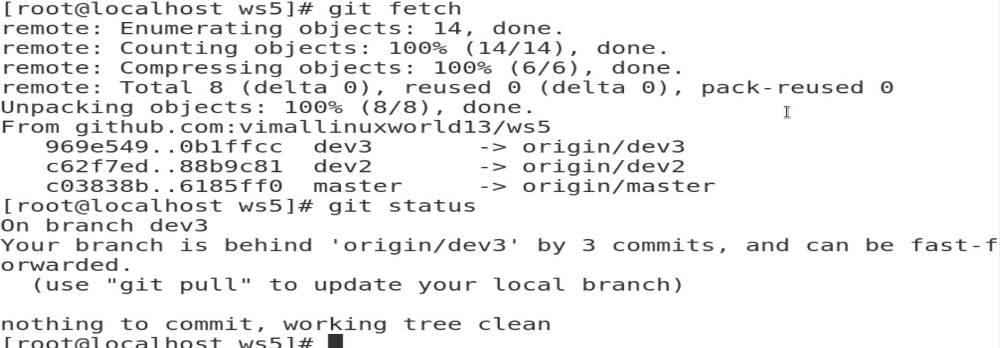 [root@localhost ws5]# git fetch
remote: Enumerating objects: 14, done.
remote: Counting objects: 100% (14/14), done.
remote: Compressing objects: 100% (6/6), done.
remote: Total 8 (delta 0), reused 0 (delta 0), pack-reused 0
Unpacking objects: 100% (8/8), done.
From github.com:vimallinuxworld13/ws5
   969e549..0b1ffcc  dev3       -> origin/dev3
   c62f7ed..88b9c81  dev2       -> origin/dev2
   c03838b..6185ff0  master     -> origin/master
[root@localhost ws5]# git status
On branch dev3
Your branch is behind 'origin/dev3' by 3 commits, and can be fast-f
orwarded.
  (use "git pull" to update your local branch)

nothing to commit, working tree clean
[root@localhost ws5]#